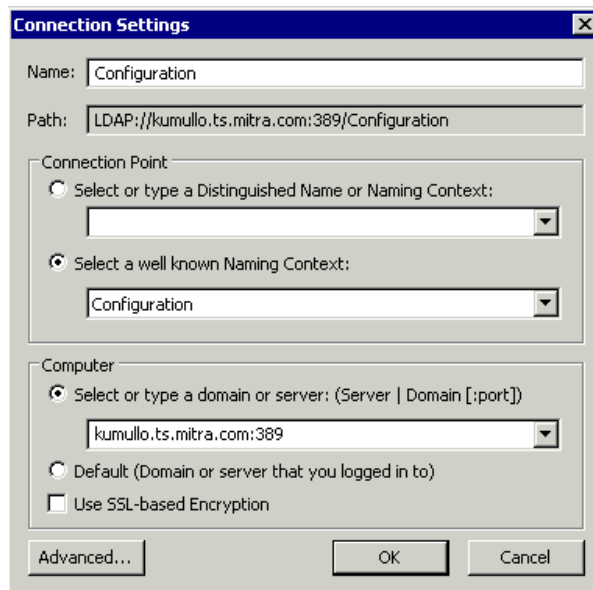 Connection Settings
Name: Configuration
Path: LDAP://kumullo.ts.mitra.com:389/Configuration
Connection Point
Select or type a Distinguished Name or Naming Context:
Select a well known Naming Context:
Configuration
Computer
Select or type a domain or server: (Server | Domain [:port])
kumullo.ts.mitra.com:389
Default (Domain or server that you logged in to)
Use SSL-based Encryption
Advanced... OK Cancel